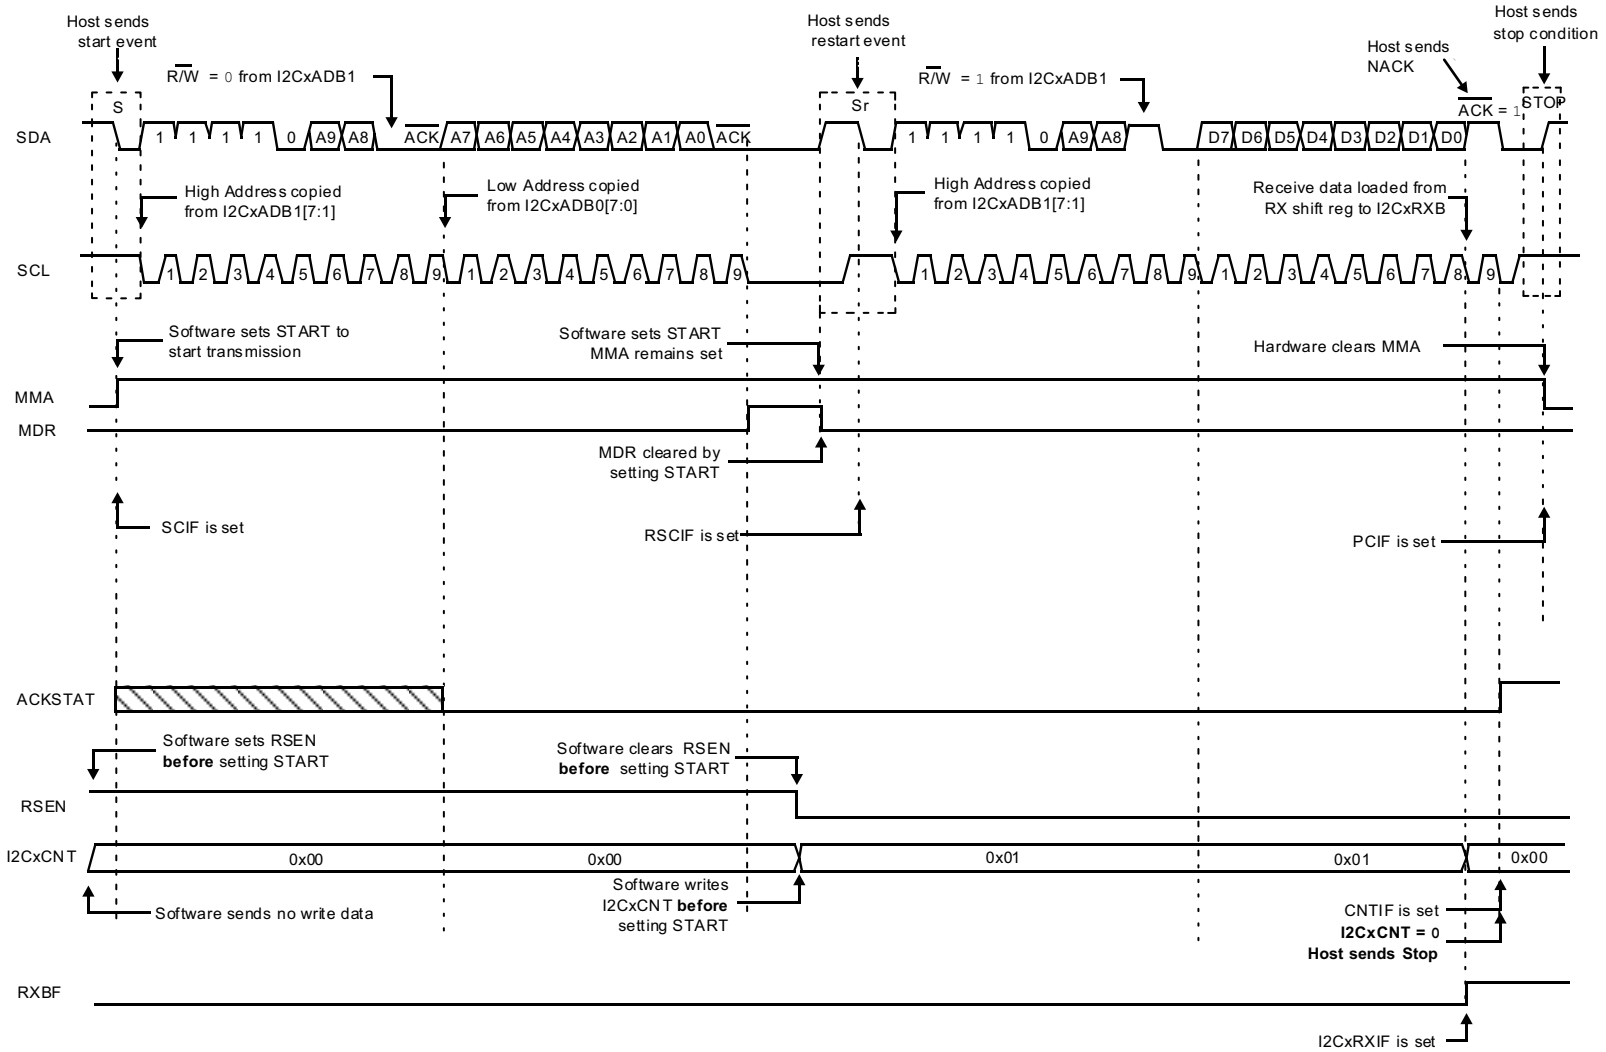 Host sends
start event
Host sends
restart event
Host sends
stop condition
Host sends
NACK
R/W = 0 from I2CxADB1
R/W = 1 from I2CxADB1
S
Sr
ACK = 1
STOP
SDA
1 1 1 1 0 A9 A8 ACK A7 A6 A5 A4 A3 A2 A1 A0 ACK 1 1 1 1 0 A9 A8 D7 D6 D5 D4 D3 D2 D1 D0
High Address copied
from I2CxADB1[7:1]
Low Address copied
from I2CxADB0[7:0]
High Address copied
from I2CxADB1[7:1]
Receive data loaded from
RX shift reg to I2CxRXB
SCL
1 2 3 4 5 6 7 8 9 1 2 3 4 5 6 7 8 9 1 2 3 4 5 6 7 8 9 1 2 3 4 5 6 7 8 9
Software sets START to
start transmission
Software sets START
MMA remains set
Hardware clears MMA
MMA
MDR
MDR cleared by
setting START
SCIF is set
RSCIF is set
PCIF is set
ACKSTAT
Software sets RSEN
before setting START
Software clears RSEN
before setting START
RSEN
I2CxCNT
0x00 0x00 0x01 0x01 0x00
Software sends no write data
Software writes
I2CxCNT before
setting START
CNTIF is set
I2CxCNT = 0
Host sends Stop
RXBF
I2CxRXIF is set